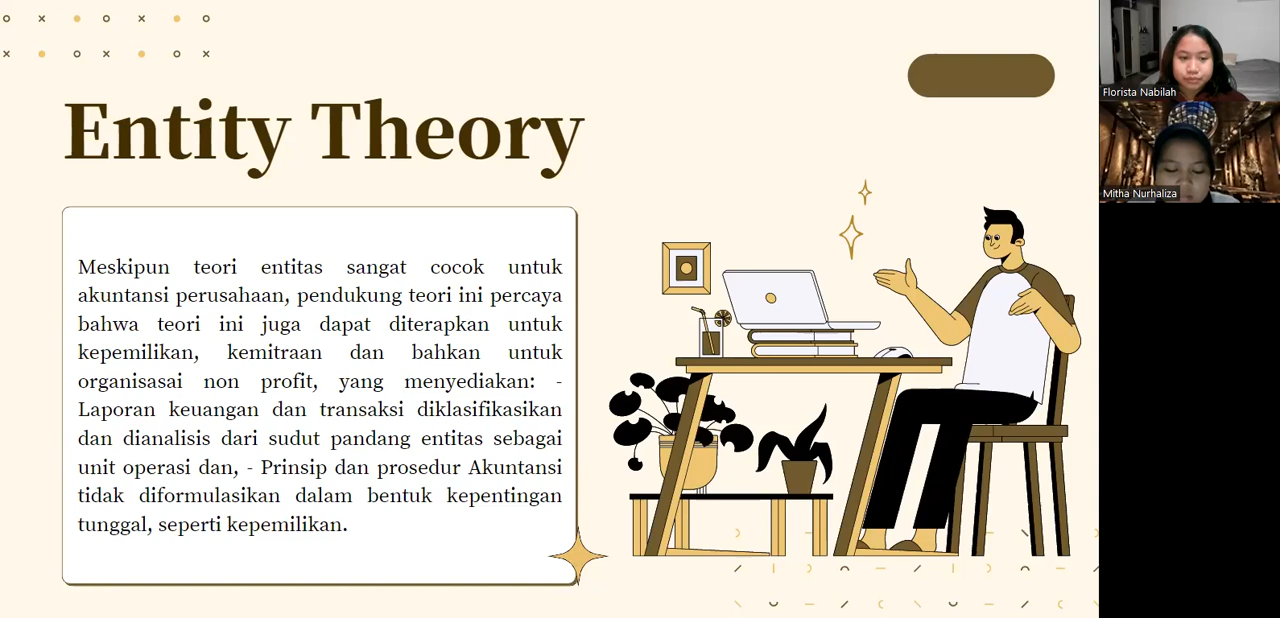 Entity Theory
Meskipun teori entitas sangat cocok untuk
akuntansi perusahaan, pendukung teori ini percaya
bahwa teori ini juga dapat diterapkan untuk
kepemilikan, kemitraan dan bahkan untuk
organisasai non profit, yang menyediakan: -
Laporan keuangan dan transaksi diklasifikasikan
dan dianalisis dari sudut pandang entitas sebagai
unit operasi dan, - Prinsip dan prosedur Akuntansi
tidak diformulasikan dalam bentuk kepentingan
tunggal, seperti kepemilikan.
Florista Nabilah
Mitha Nurhaliza